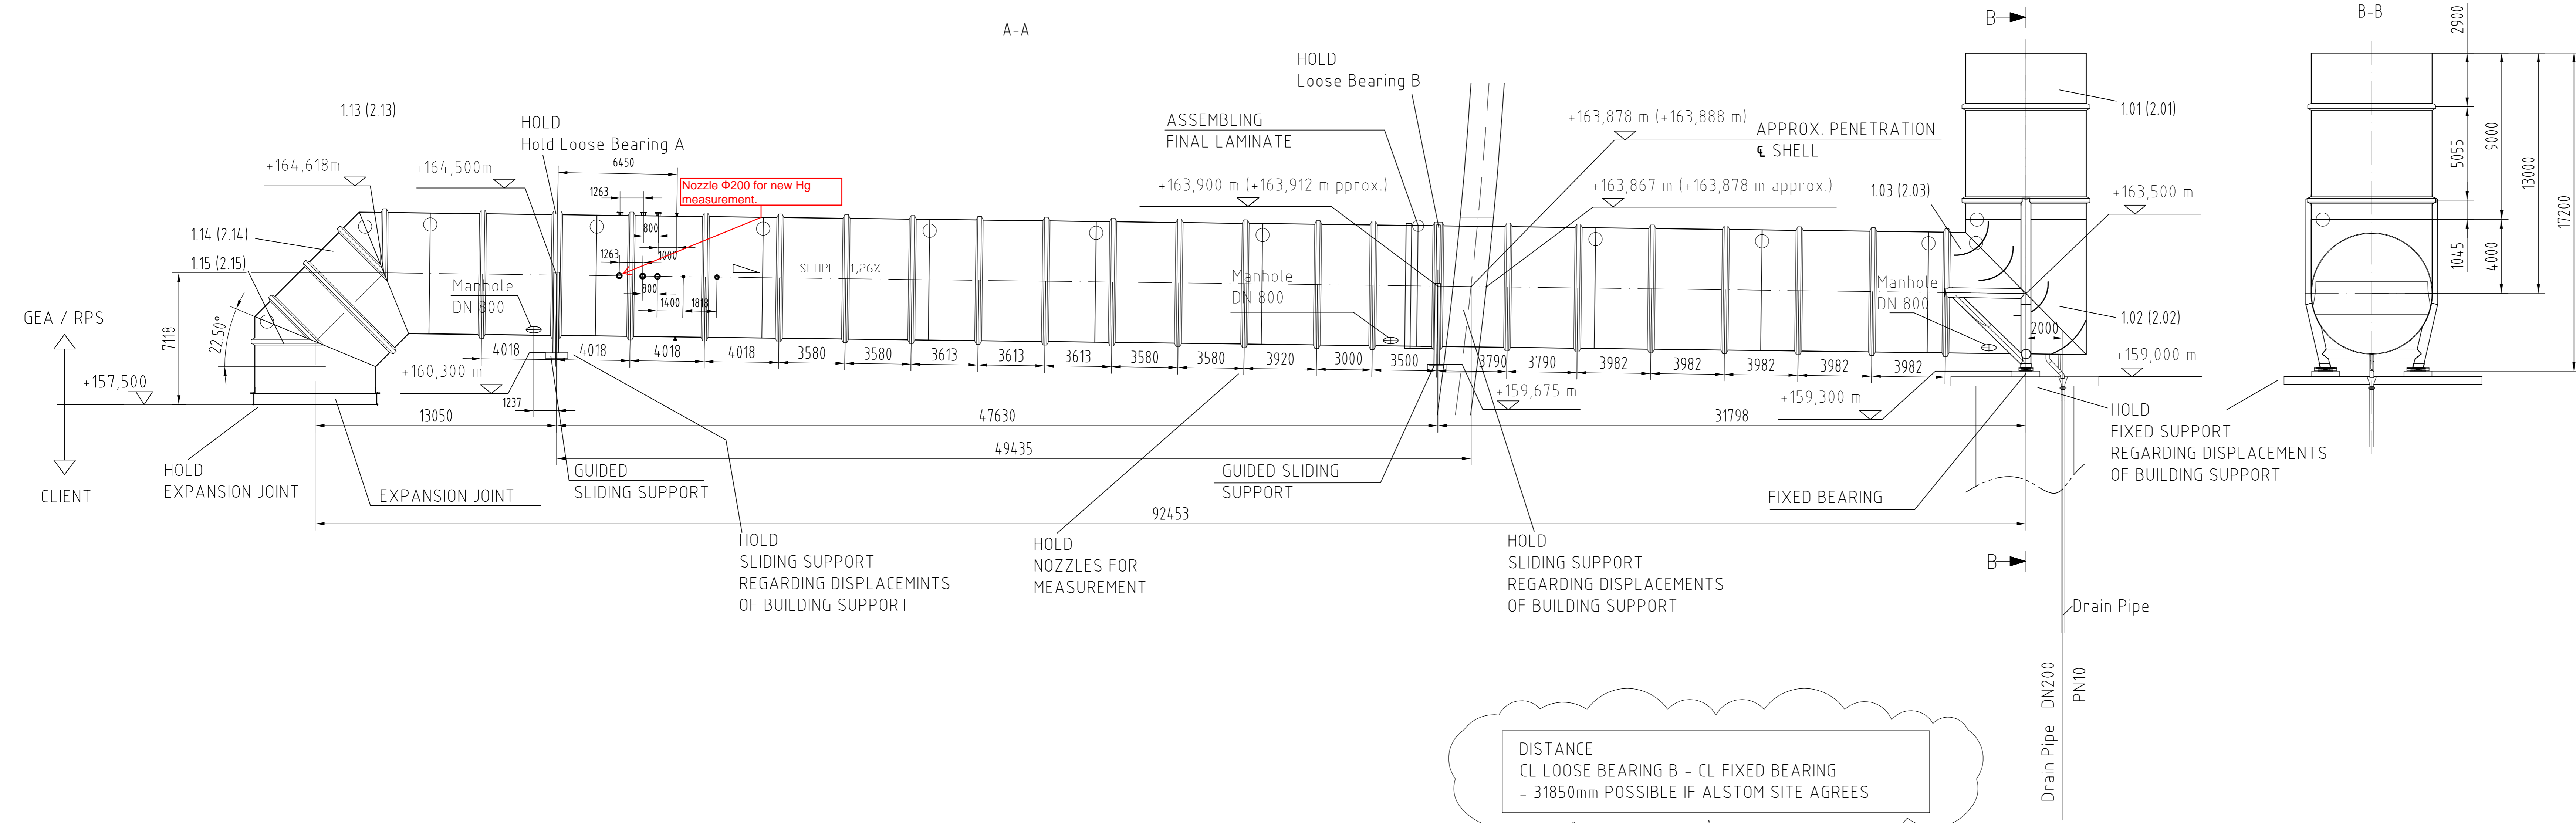 A-A
B
B-B
HOLD
Loose Bearing B
1.13 (2.13)
HOLD
Hold Loose Bearing A
ASSEMBLING
FINAL LAMINATE
+163,878 m (+163,888 m)
APPROX. PENETRATION
℄ SHELL
1.01 (2.01)
2900
5055
9000
13000
17200
1045
4000
+164,618m
+164,500m
6450
1263
Nozzle Φ200 for new Hg
measurement.
+163,900 m (+163,912 m pprox.)
+163,867 m (+163,878 m approx.)
1.03 (2.03)
+163,500 m
1.14 (2.14)
1.15 (2.15)
800
1263
1000
SLOPE 1,26%
Manhole
DN 800
800
1400
1818
Manhole
DN 800
Manhole
DN 800
GEA / RPS
7118
22.50°
1.02 (2.02)
2000
4018
4018
4018
4018
3580
3580
3613
3613
3613
3580
3580
3920
3000
3500
3790
3790
3982
3982
3982
3982
3982
+159,000 m
+157,500
+160,300 m
1237
+159,675 m
+159,300 m
13050
47630
31798
49435
HOLD
FIXED SUPPORT
REGARDING DISPLACEMENTS
OF BUILDING SUPPORT
CLIENT
HOLD
EXPANSION JOINT
EXPANSION JOINT
GUIDED
SLIDING SUPPORT
GUIDED SLIDING
SUPPORT
FIXED BEARING
92453
HOLD
SLIDING SUPPORT
REGARDING DISPLACEMINTS
OF BUILDING SUPPORT
HOLD
NOZZLES FOR
MEASUREMENT
HOLD
SLIDING SUPPORT
REGARDING DISPLACEMENTS
OF BUILDING SUPPORT
B
Drain Pipe
Drain Pipe DN200
PN10
DISTANCE
CL LOOSE BEARING B - CL FIXED BEARING
= 31850mm POSSIBLE IF ALSTOM SITE AGREES